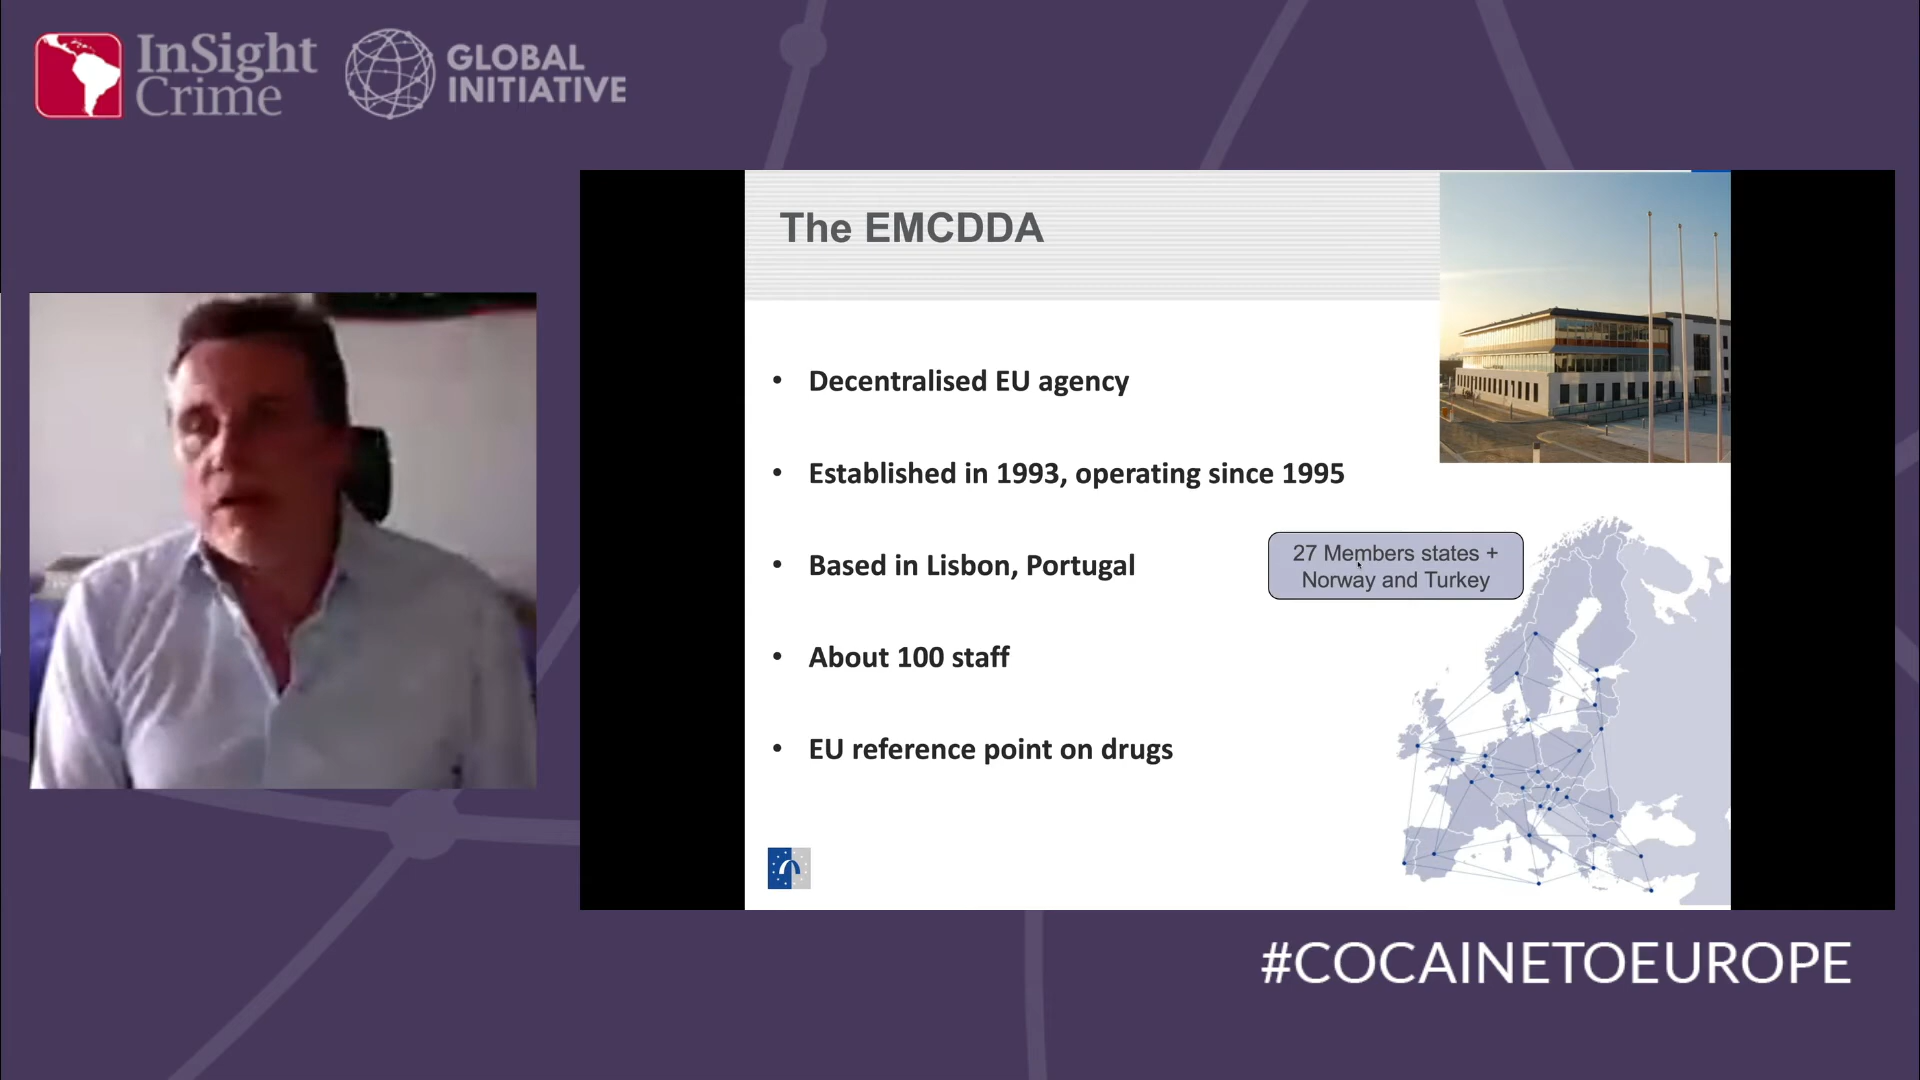 InSight
Crime
GLOBAL
INITIATIVE
The EMCDDA
• Decentralised EU agency
• Established in 1993, operating since 1995
• Based in Lisbon, Portugal
• About 100 staff
• EU reference point on drugs
27 Members states +
Norway and Turkey
#COCAINETOEUROPE